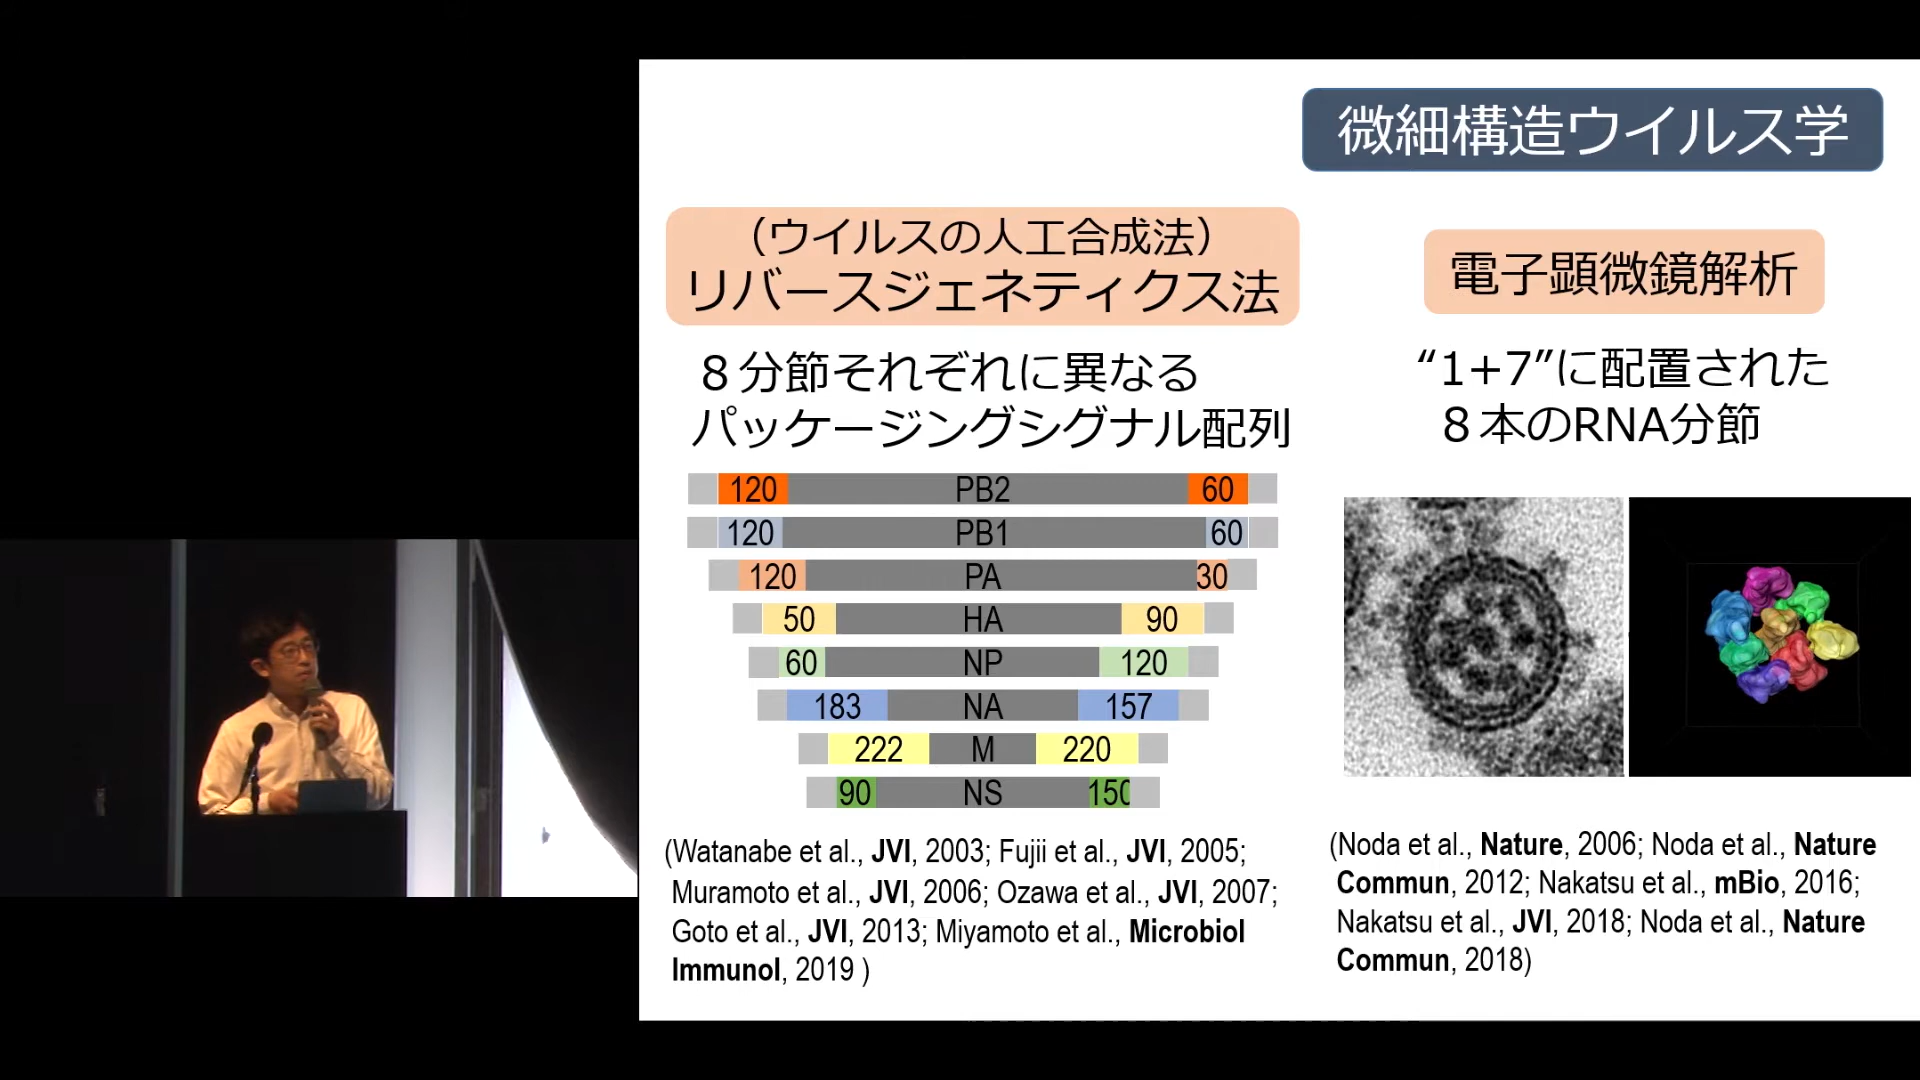 微細構造ウイルス学
（ウイルスの人工合成法）
リバースジェネティクス法
８分節それぞれに異なる
パッケージングシグナル配列
120 PB2 60
120 PB1 60
120 PA 30
50 HA 90
60 NP 120
183 NA 157
222 M 220
90 NS 150
(Watanabe et al., JVI, 2003; Fujii et al., JVI, 2005;
Muramoto et al., JVI, 2006; Ozawa et al., JVI, 2007;
Goto et al., JVI, 2013; Miyamoto et al., Microbiol
Immunol, 2019 )
電子顕微鏡解析
“1+7”に配置された
８本のRNA分節
(Noda et al., Nature, 2006; Noda et al., Nature
Commun, 2012; Nakatsu et al., mBio, 2016;
Nakatsu et al., JVI, 2018; Noda et al., Nature
Commun, 2018)